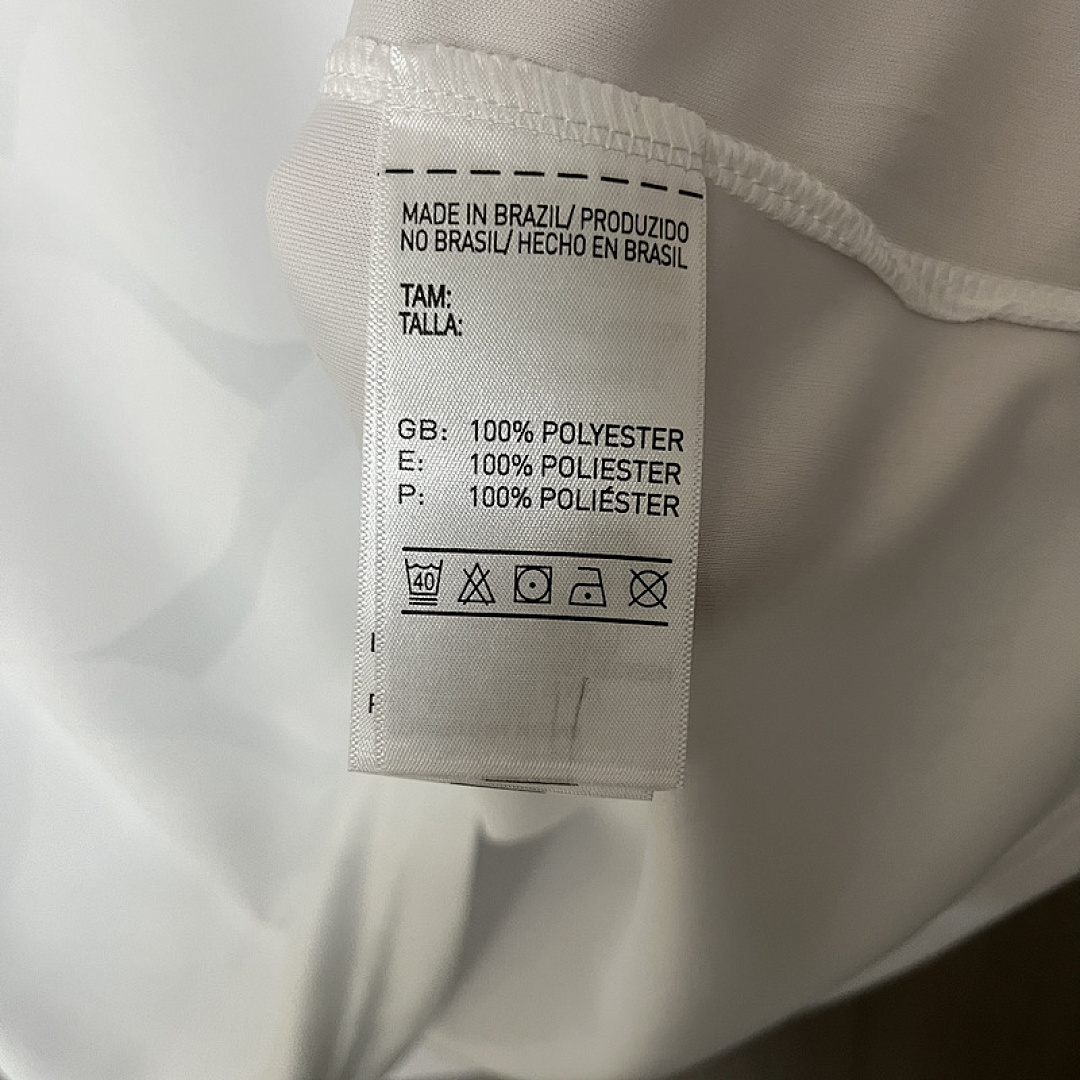 MADE IN BRAZIL/ PRODUZIDO
NO BRASIL/ HECHO EN BRASIL
TAM:
TALLA:
GB: 100% POLYESTER
E: 100% POLIESTER
P: 100% POLIÉSTER
40